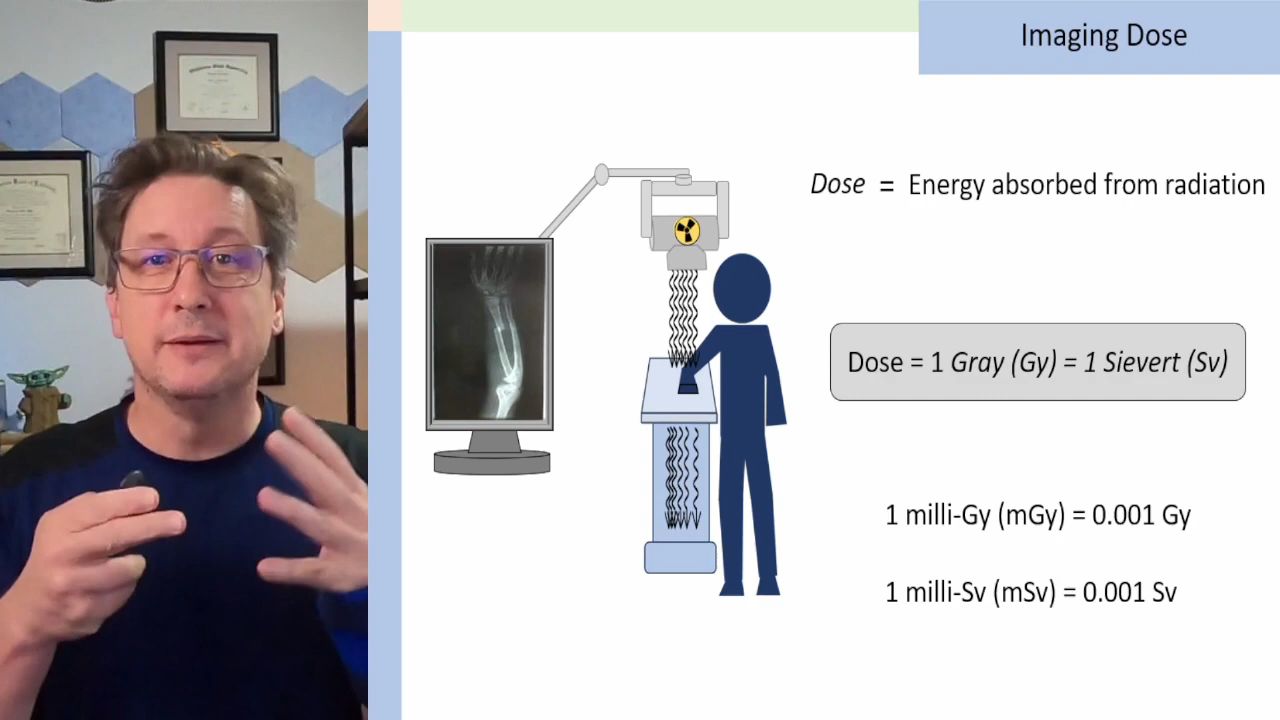 Imaging Dose
Dose = Energy absorbed from radiation
Dose = 1 Gray (Gy) = 1 Sievert (Sv)
1 milli-Gy (mGy) = 0.001 Gy
1 milli-Sv (mSv) = 0.001 Sv